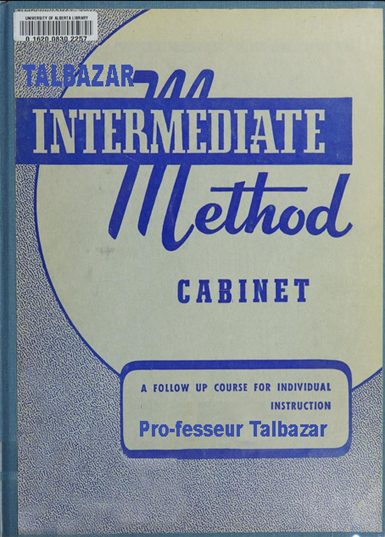 UNIVERSITY OF ALBERTA LIBRARY
0 1620 0830 2257
TALBAZAR
INTERMEDIATE
Method
CABINET
A FOLLOW UP COURSE FOR INDIVIDUAL
INSTRUCTION
Pro-fesseur Talbazar